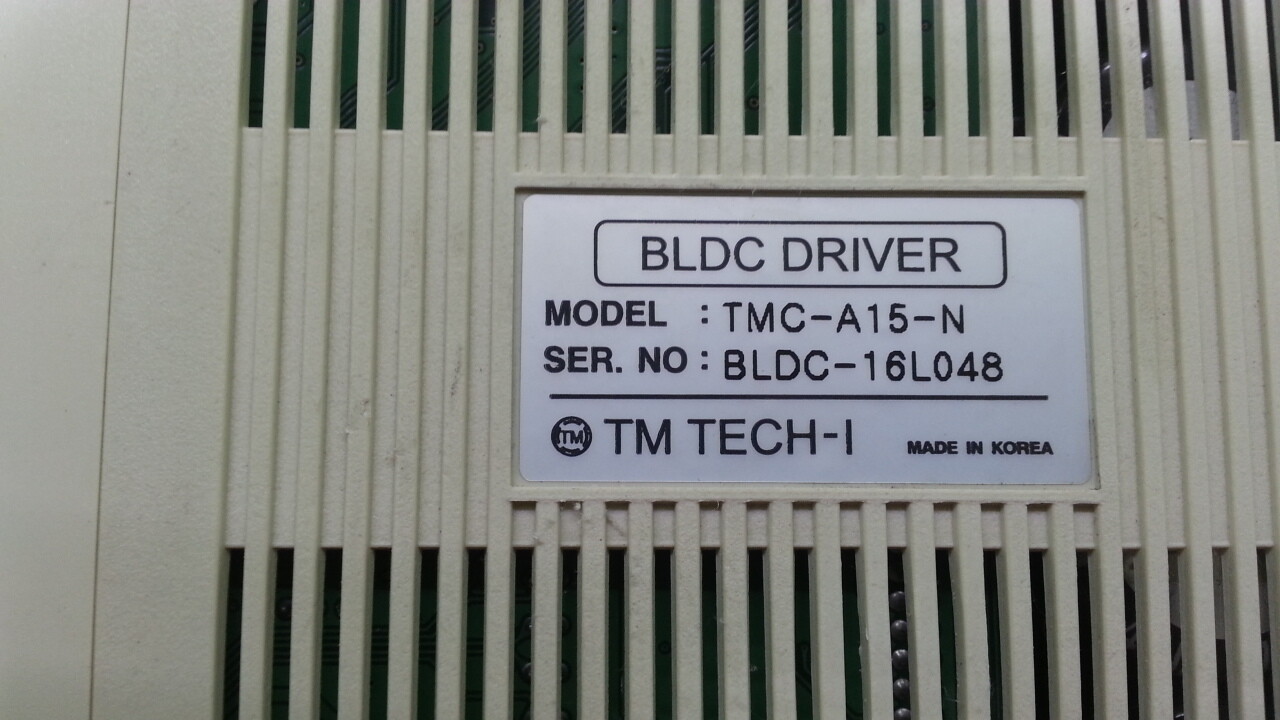 BLDC DRIVER
MODEL : TMC-A15-N
SER. NO : BLDC-16L048
TM TECH-I
MADE IN KOREA